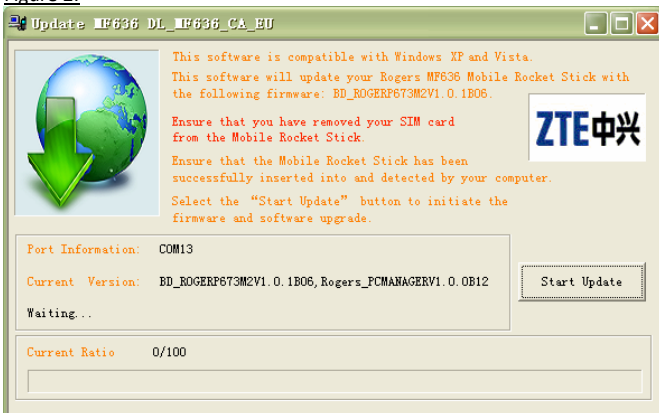 Update MF636 DL_MF636_CA_EU
This software is compatible with Windows XP and Vista.
This software will update your Rogers MF636 Mobile Rocket Stick with
the following firmware: BD_ROGERP673M2V1.0.1B06.
Ensure that you have removed your SIM card
from the Mobile Rocket Stick.
ZTE中兴
Ensure that the Mobile Rocket Stick has been
successfully inserted into and detected by your computer.
Select the “Start Update” button to initiate the
firmware and software upgrade.
Port Information: COM13
Current Version: BD_ROGERP673M2V1.0.1B06,Rogers_PCMANAGERV1.0.0B12
Start Update
Waiting...
Current Ratio 0/100